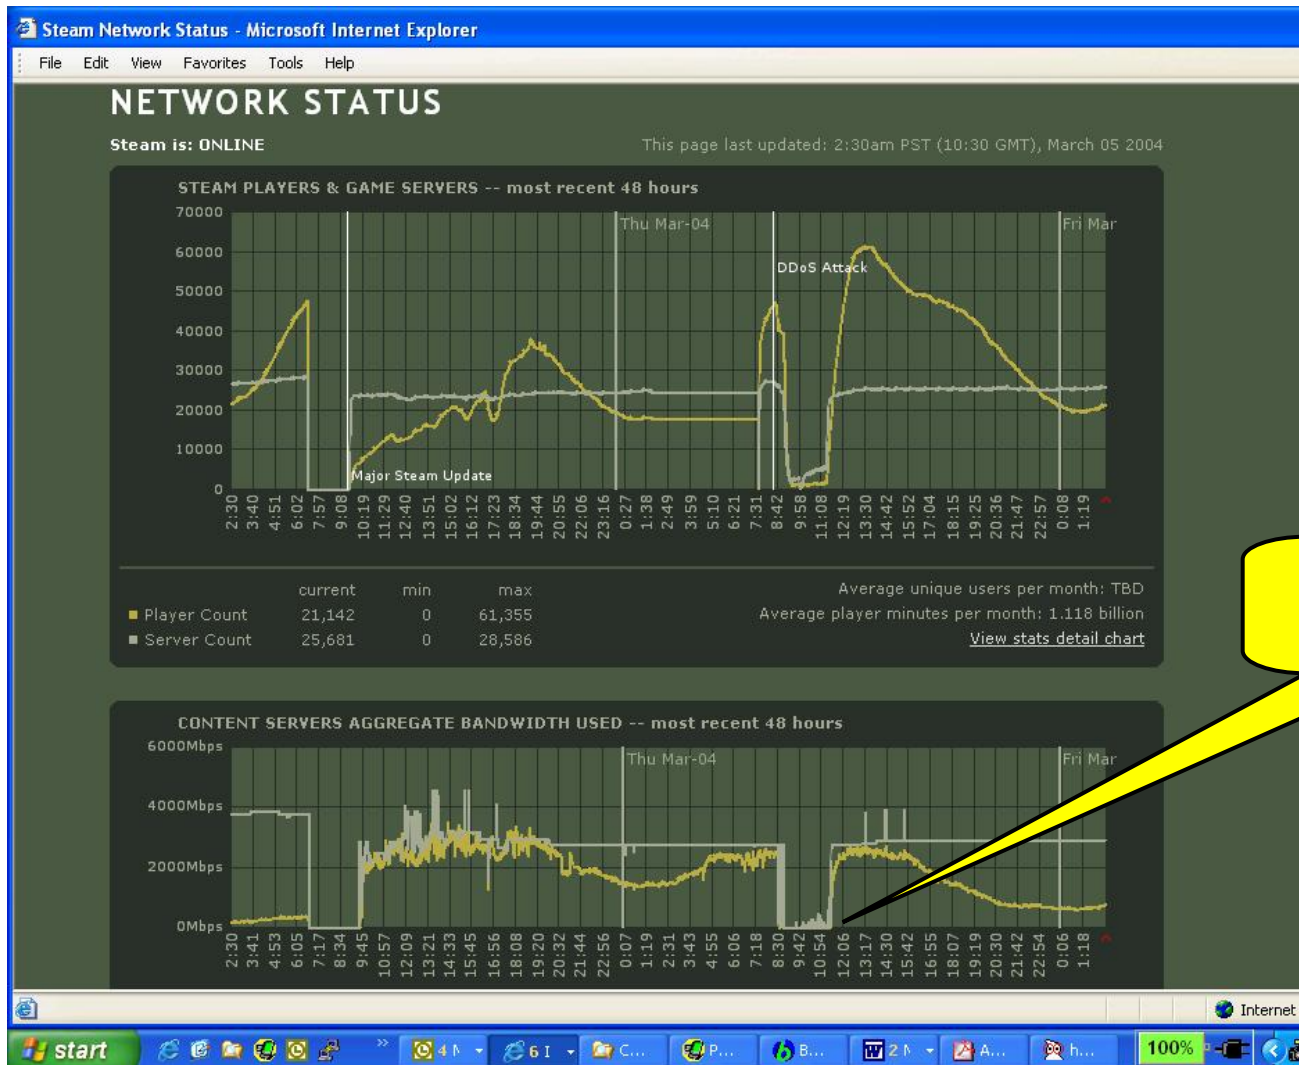 Steam Network Status - Microsoft Internet Explorer
File Edit View Favorites Tools Help
NETWORK STATUS
Steam is: ONLINE
This page last updated: 2:30am PST (10:30 GMT), March 05 2004
STEAM PLAYERS & GAME SERVERS -- most recent 48 hours
70000
60000
50000
40000
30000
20000
10000
0
Thu Mar-04
Fri Mar
DDoS Attack
Major Steam Update
2:30 3:40 4:51 6:02 7:57 9:08 10:19 11:29 12:40 13:51 15:02 16:12 17:23 18:34 19:44 20:55 22:06 23:16 0:27 1:38 2:49 3:59 5:10 6:21 7:31 8:42 9:58 11:08 12:19 13:30 14:42 15:52 17:04 18:15 19:25 20:36 21:47 22:57 0:08 1:19
current min max
Player Count 21,142 0 61,355
Server Count 25,681 0 28,586
Average unique users per month: TBD
Average player minutes per month: 1.118 billion
View stats detail chart
CONTENT SERVERS AGGREGATE BANDWIDTH USED -- most recent 48 hours
6000Mbps
4000Mbps
2000Mbps
0Mbps
Thu Mar-04
Fri Mar
2:30 3:41 4:53 6:05 7:17 8:34 9:45 10:57 12:09 13:21 14:33 15:45 16:56 18:08 19:20 20:32 21:44 22:56 0:07 1:19 2:31 3:43 4:55 6:06 7:18 8:30 9:42 10:54 12:06 13:17 14:30 15:42 16:55 18:07 19:19 20:30 21:42 22:54 0:06 1:18
Internet
start
4 N
6 I
C...
P...
B...
2 N
A...
h...
100%